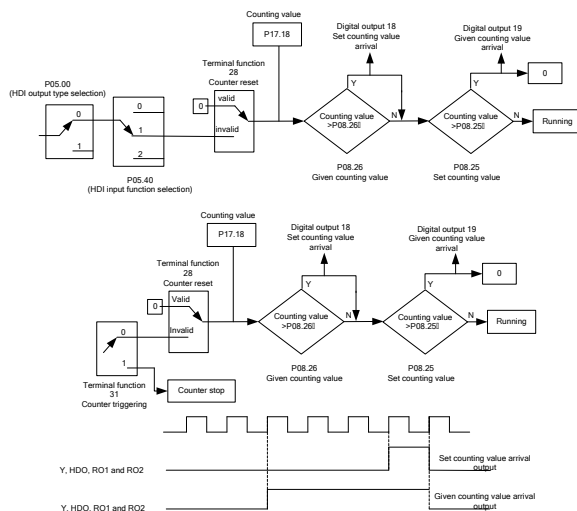 Counting value
P17.18
Digital output 18
Set counting value
arrival
Digital output 19
Given counting value
arrival
Terminal function
28
Counter reset
P05.00
(HDI output type selection)
0
1
0
1
2
P05.40
(HDI input function selection)
0
valid
invalid
Y
Counting value
>P08.26
N
P08.26
Given counting value
Y
0
Counting value
>P08.25
N
Running
P08.25
Set counting value
Counting value
P17.18
Digital output 18
Set counting value
arrival
Digital output 19
Given counting value
arrival
Terminal function
28
Counter reset
0
Valid
Invalid
0
1
Terminal function
31
Counter triggering
Counter stop
Y
Counting value
>P08.26
N
P08.26
Given counting value
Y
0
Counting value
>P08.25
N
Running
P08.25
Set counting value
Y, HDO, RO1 and RO2
Set counting value arrival
output
Y, HDO, RO1 and RO2
Given counting value arrival
output